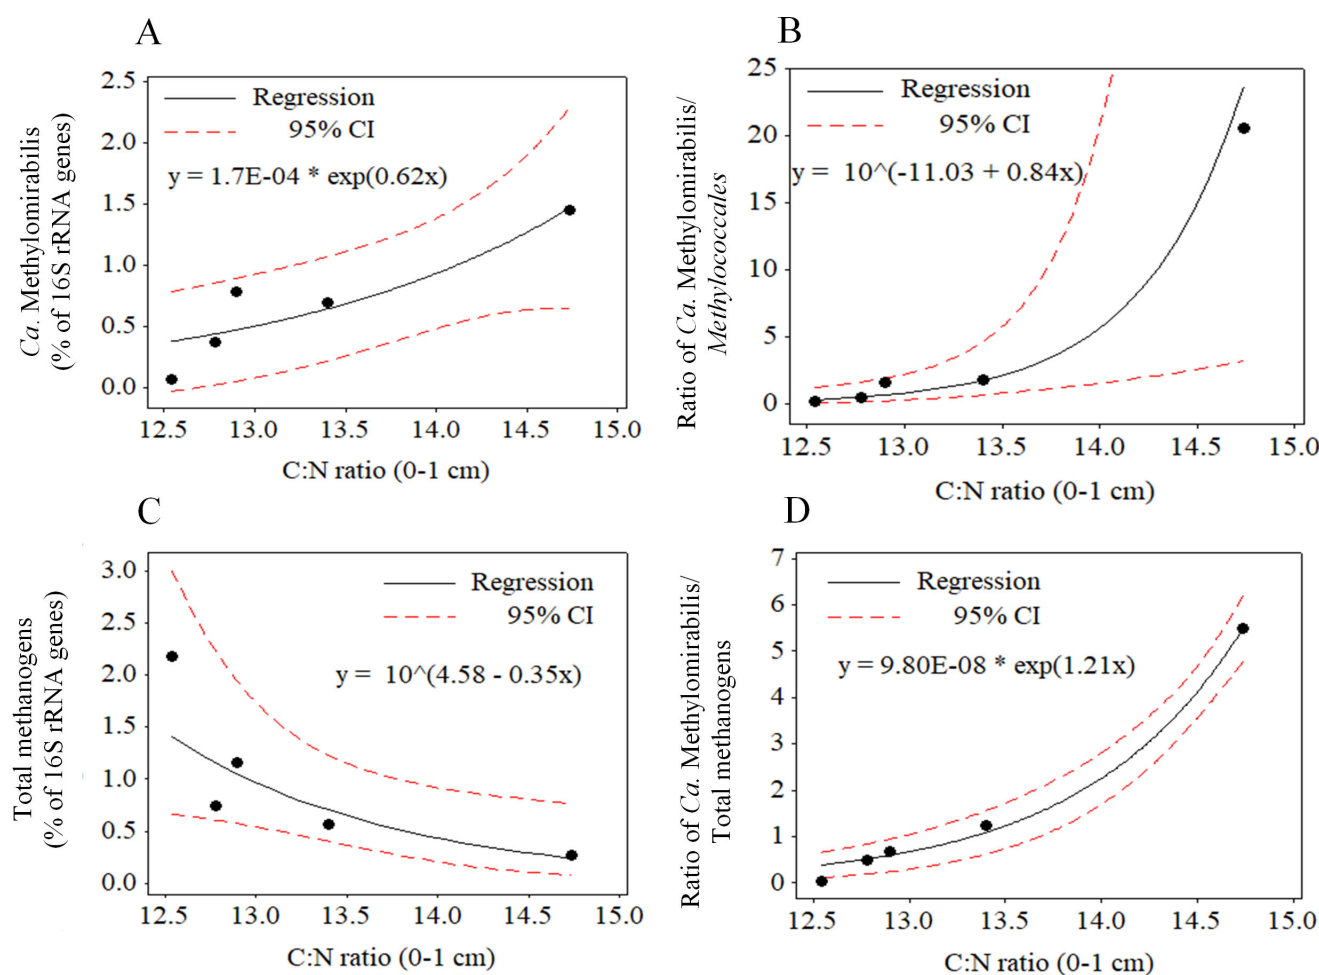 A
Ca. Methylomirabilis
(% of 16S rRNA genes)
2.5
2.0
1.5
1.0
0.5
0.0
Regression
95% CI
y = 1.7E-04 * exp(0.62x)
12.5 13.0 13.5 14.0 14.5 15.0
C:N ratio (0-1 cm)
B
Ratio of Ca. Methylomirabilis/
Methylococcales
25
20
15
10
5
0
Regression
95% CI
y = 10^(-11.03 + 0.84x)
12.5 13.0 13.5 14.0 14.5 15.0
C:N ratio (0-1 cm)
C
Total methanogens
(% of 16S rRNA genes)
3.0
2.5
2.0
1.5
1.0
0.5
0.0
Regression
95% CI
y = 10^(4.58 - 0.35x)
12.5 13.0 13.5 14.0 14.5 15.0
C:N ratio (0-1 cm)
D
Ratio of Ca. Methylomirabilis/
Total methanogens
7
6
5
4
3
2
1
0
Regression
95% CI
y = 9.80E-08 * exp(1.21x)
12.5 13.0 13.5 14.0 14.5 15.0
C:N ratio (0-1 cm)